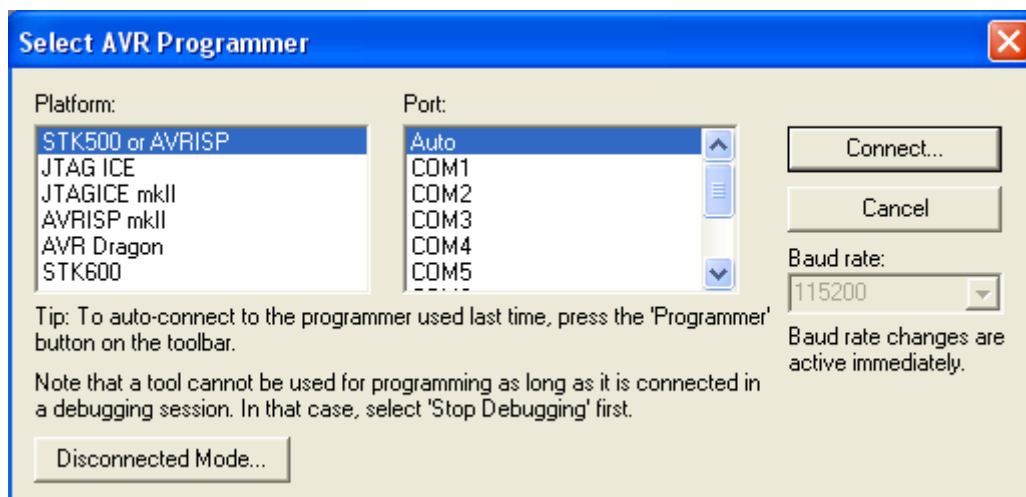 Select AVR Programmer
Platform:
STK500 or AVRISP
JTAG ICE
JTAGICE mkII
AVRISP mkII
AVR Dragon
STK600
Port:
Auto
COM1
COM2
COM3
COM4
COM5
Connect...
Cancel
Baud rate:
115200
Baud rate changes are
active immediately.
Tip: To auto-connect to the programmer used last time, press the 'Programmer'
button on the toolbar.
Note that a tool cannot be used for programming as long as it is connected in
a debugging session. In that case, select 'Stop Debugging' first.
Disconnected Mode...